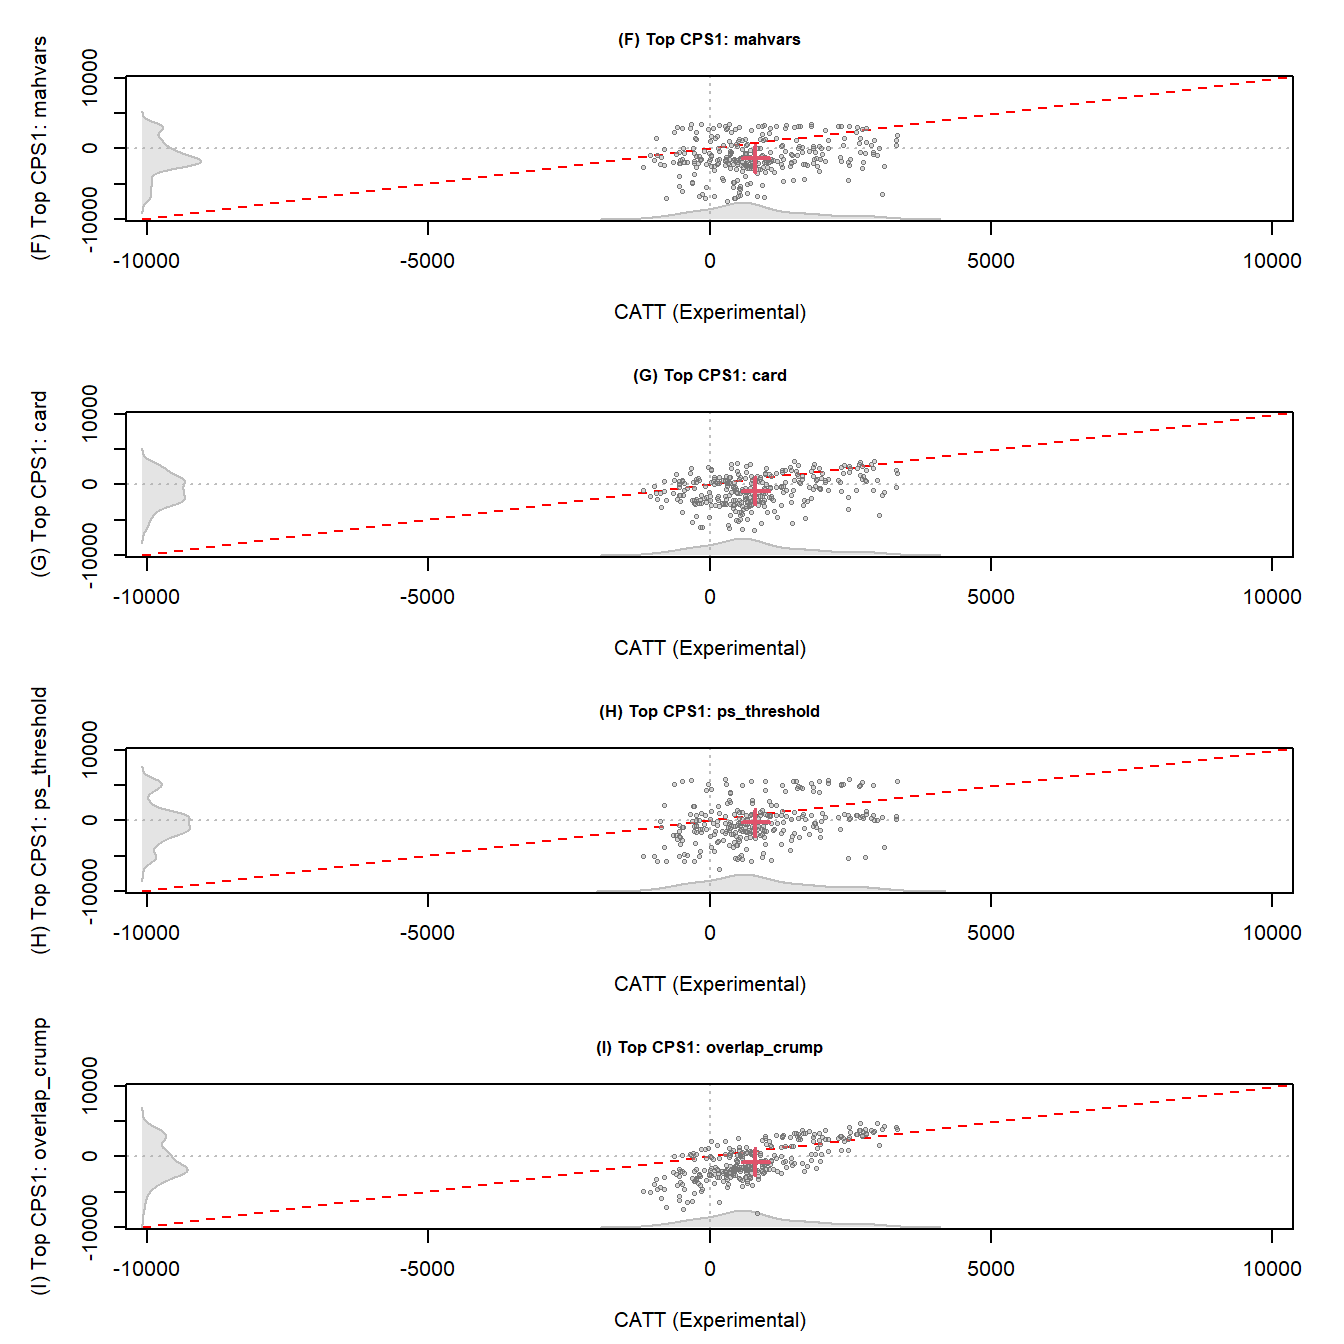 (F) Top CPS1: mahvars
(F) Top CPS1: mahvars
10000
0
-10000
-10000 -5000 0 5000 10000
CATT (Experimental)
(G) Top CPS1: card
(G) Top CPS1: card
10000
0
-10000
-10000 -5000 0 5000 10000
CATT (Experimental)
(H) Top CPS1: ps_threshold
(H) Top CPS1: ps_threshold
10000
0
-10000
-10000 -5000 0 5000 10000
CATT (Experimental)
(I) Top CPS1: overlap_crump
(I) Top CPS1: overlap_crump
10000
0
-10000
-10000 -5000 0 5000 10000
CATT (Experimental)